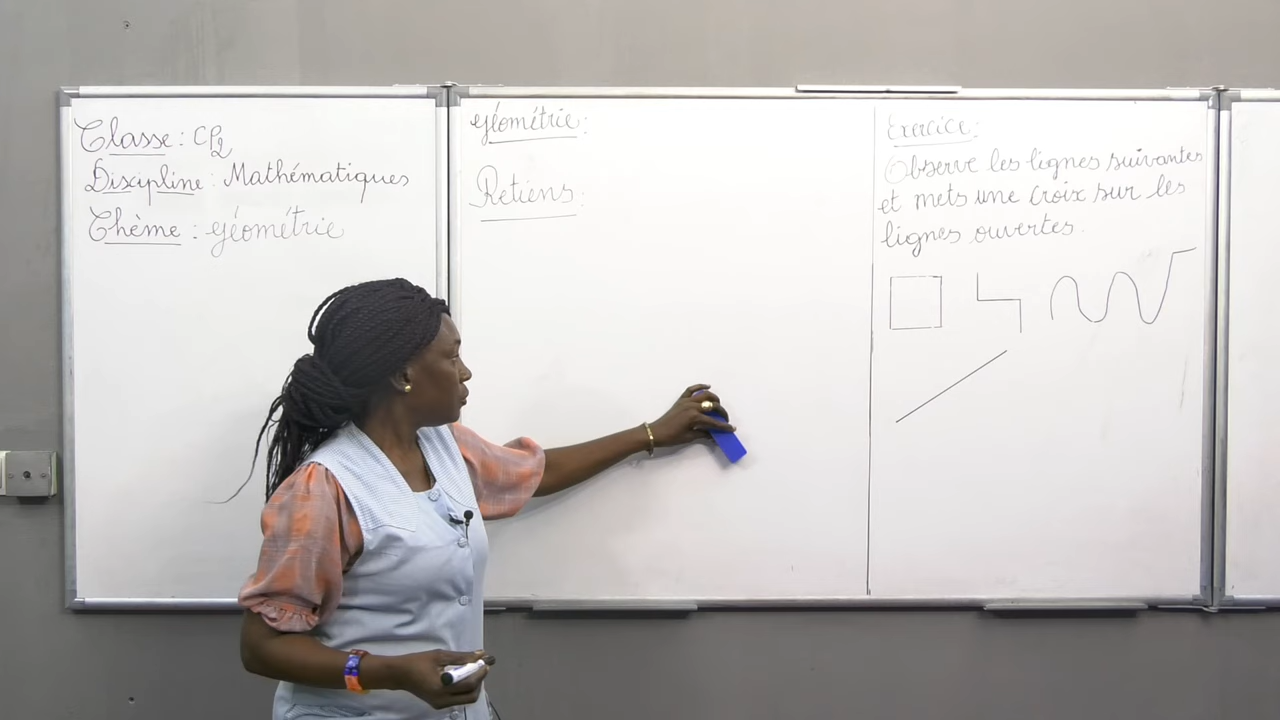 Classe : CP2
Discipline : Mathématiques
Thème : géométrie
géométrie :
Retiens :
Exercice :
Observe les lignes suivantes
et mets une croix sur les
lignes ouvertes.